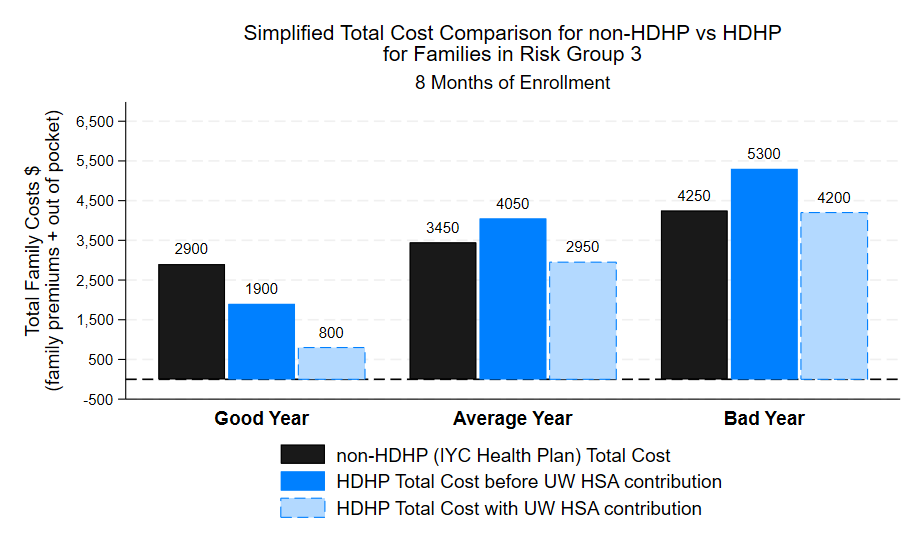 Simplified Total Cost Comparison for non-HDHP vs HDHP
for Families in Risk Group 3
8 Months of Enrollment
Total Family Costs $
(family premiums + out of pocket)
6,500
5,500
4,500
3,500
2,500
1,500
500
-500
2900
1900
800
3450
4050
2950
4250
5300
4200
Good Year
Average Year
Bad Year
non-HDHP (IYC Health Plan) Total Cost
HDHP Total Cost before UW HSA contribution
HDHP Total Cost with UW HSA contribution